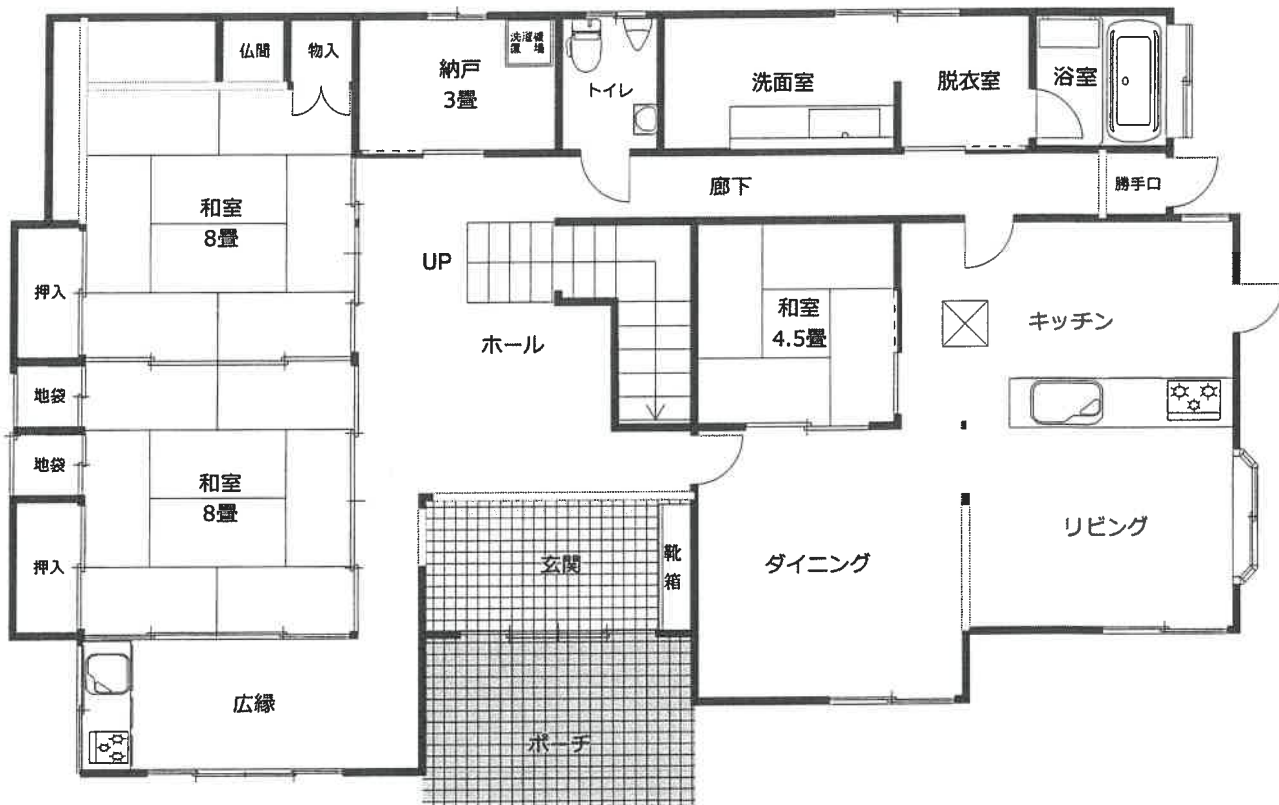 仏間
物入
洗濯機
置場
納戸
3畳
トイレ
洗面室
脱衣室
浴室
廊下
勝手口
和室
8畳
UP
押入
ホール
和室
4.5畳
キッチン
地袋
地袋
和室
8畳
押入
玄関
靴
箱
ダイニング
リビング
広縁
ポーチ